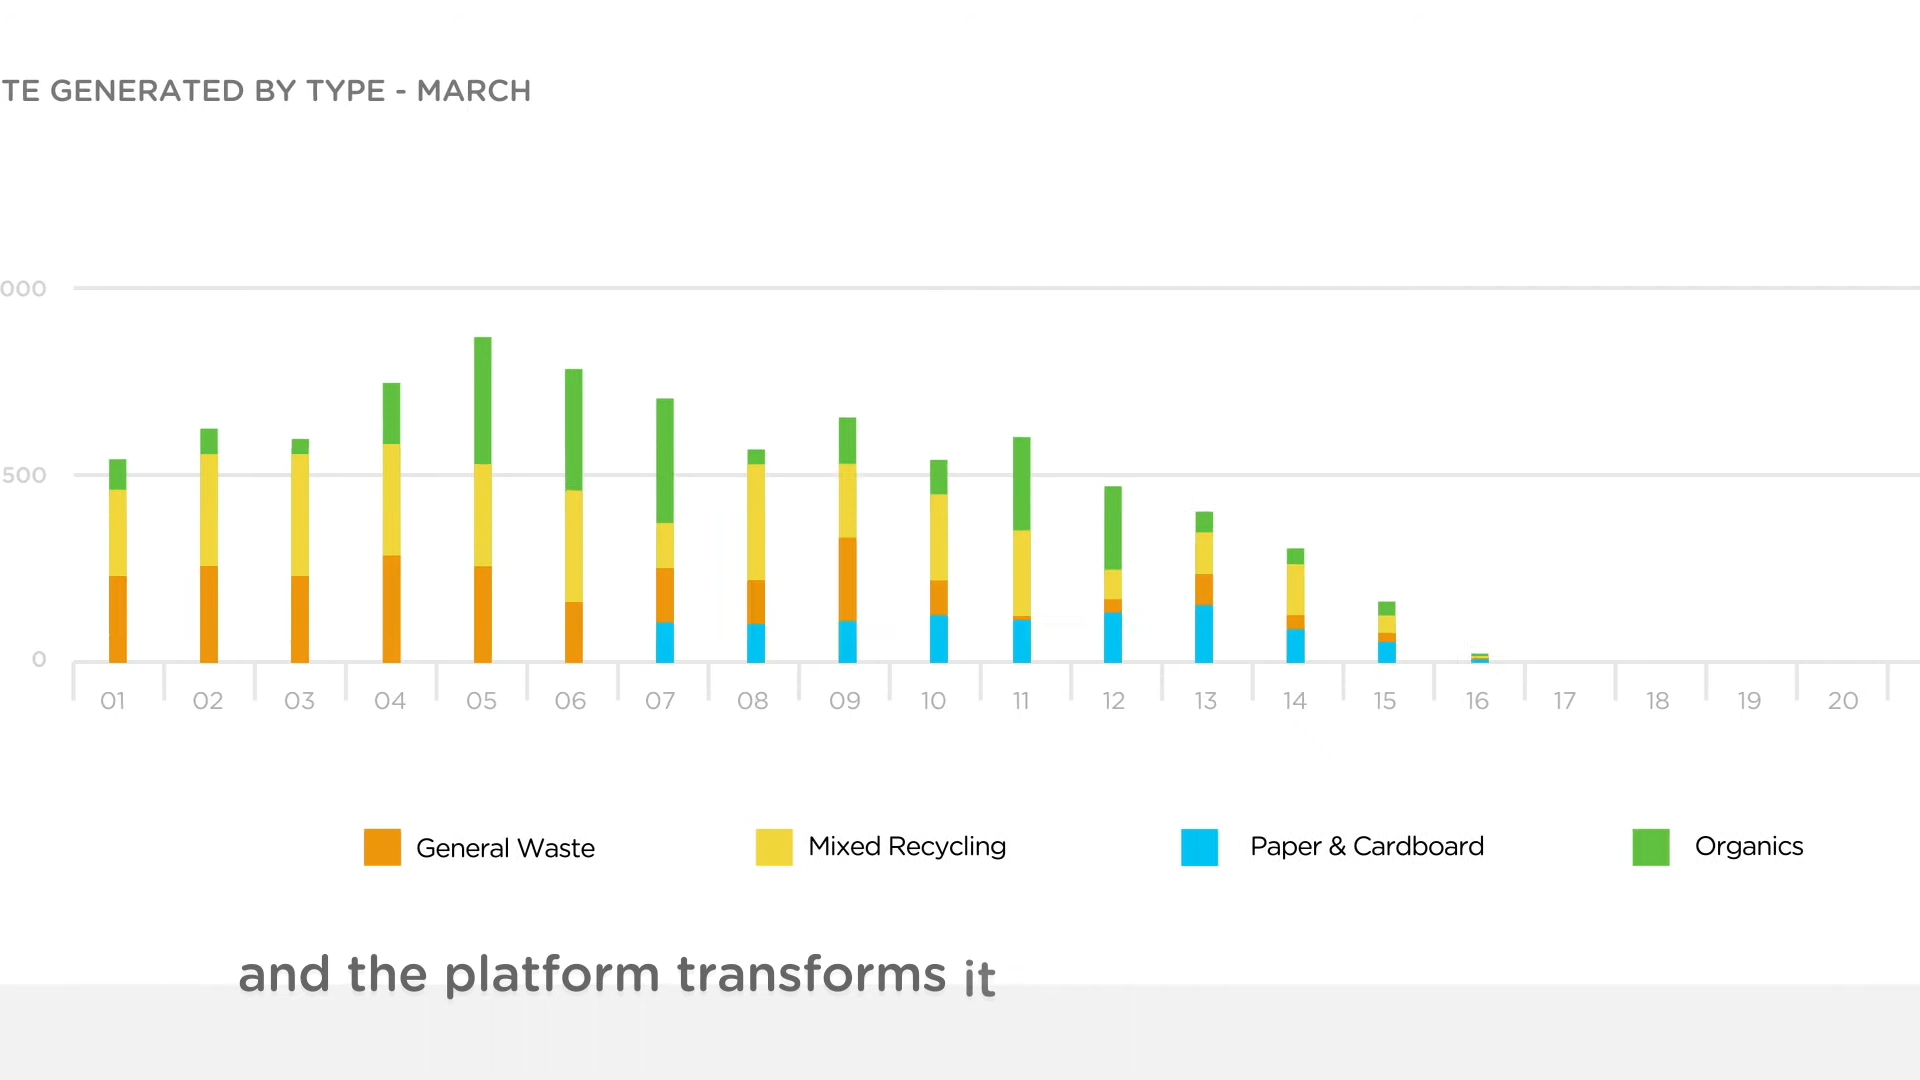 TE GENERATED BY TYPE - MARCH
000
500
0
01 02 03 04 05 06 07 08 09 10 11 12 13 14 15 16 17 18 19 20
General Waste Mixed Recycling Paper & Cardboard Organics
and the platform transforms it